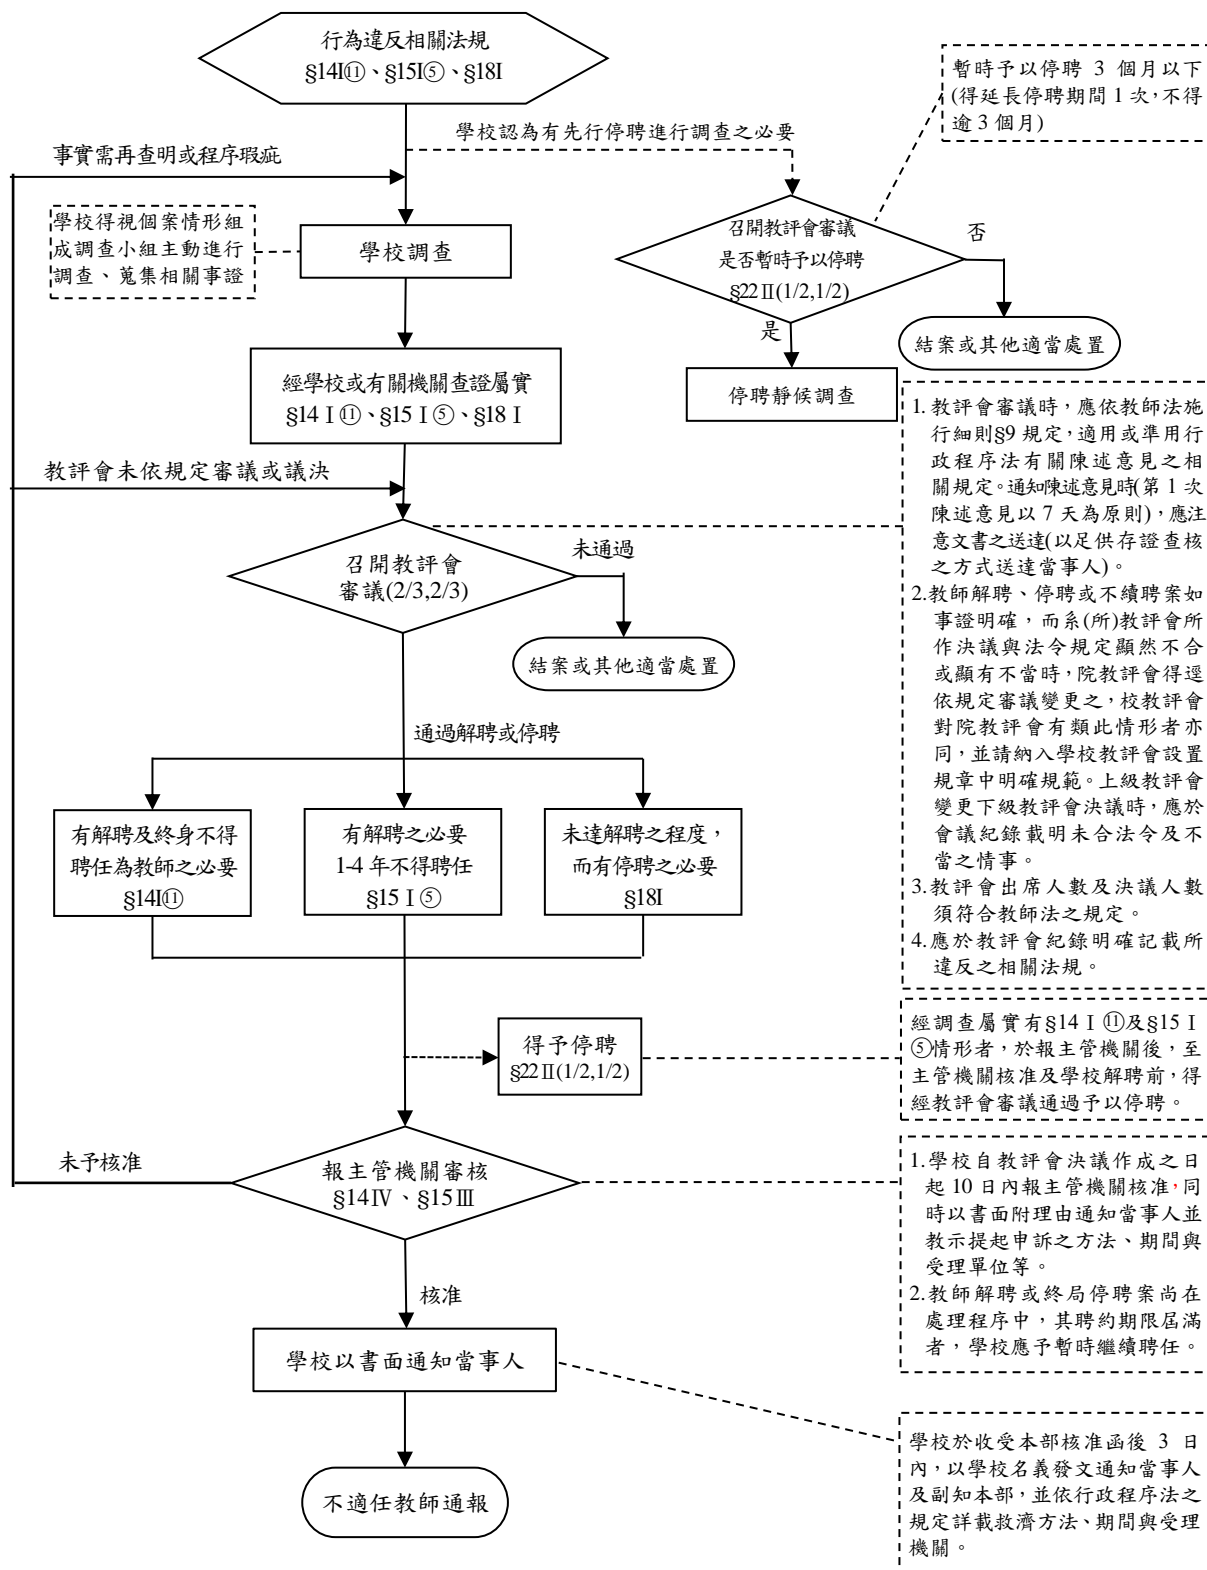 行為違反相關法規
§14I⑪、§15I⑤、§18I
暫時予以停聘 3 個月以下
(得延長停聘期間 1 次，不得
逾 3 個月)
學校認為有先行停聘進行調查之必要
事實需再查明或程序瑕疵
學校得視個案情形組
成調查小組主動進行
調查、蒐集相關事證
學校調查
召開教評會審議
是否暫時予以停聘
§22Ⅱ(1/2,1/2)
否
是
結案或其他適當處置
停聘靜候調查
經學校或有關機關查證屬實
§14Ⅰ⑪、§15Ⅰ⑤、§18Ⅰ
教評會未依規定審議或議決
召開教評會
審議(2/3,2/3)
未通過
結案或其他適當處置
1. 教評會審議時，應依教師法施
行細則§9 規定，適用或準用行
政程序法有關陳述意見之相
關規定。通知陳述意見時(第 1 次
陳述意見以 7 天為原則)，應注
意文書之送達(以足供存證查核
之方式送達當事人)。
2.教師解聘、停聘或不續聘案如
事證明確，而系(所)教評會所
作決議與法令規定顯然不合
或顯有不當時，院教評會得逕
依規定審議變更之，校教評會
對院教評會有類此情形者亦
同，並請納入學校教評會設置
規章中明確規範。上級教評會
變更下級教評會決議時，應於
會議紀錄載明未合法令及不
當之情事。
3.教評會出席人數及決議人數
須符合教師法之規定。
4.應於教評會紀錄明確記載所
違反之相關法規。
通過解聘或停聘
有解聘及終身不得
聘任為教師之必要
§14I⑪
有解聘之必要
1-4 年不得聘任
§15Ⅰ⑤
未達解聘之程度，
而有停聘之必要
§18I
得予停聘
§22Ⅱ(1/2,1/2)
經調查屬實有§14Ⅰ⑪及§15Ⅰ
⑤情形者，於報主管機關後，至
主管機關核准及學校解聘前，得
經教評會審議通過予以停聘。
未予核准
報主管機關審核
§14Ⅳ、§15Ⅲ
1.學校自教評會決議作成之日
起 10 日內報主管機關核准，同
時以書面附理由通知當事人並
教示提起申訴之方法、期間與
受理單位等。
2.教師解聘或終局停聘案尚在
處理程序中，其聘約期限屆滿
者，學校應予暫時繼續聘任。
核准
學校以書面通知當事人
不適任教師通報
學校於收受本部核准函後 3 日
內，以學校名義發文通知當事人
及副知本部，並依行政程序法之
規定詳載救濟方法、期間與受理
機關。